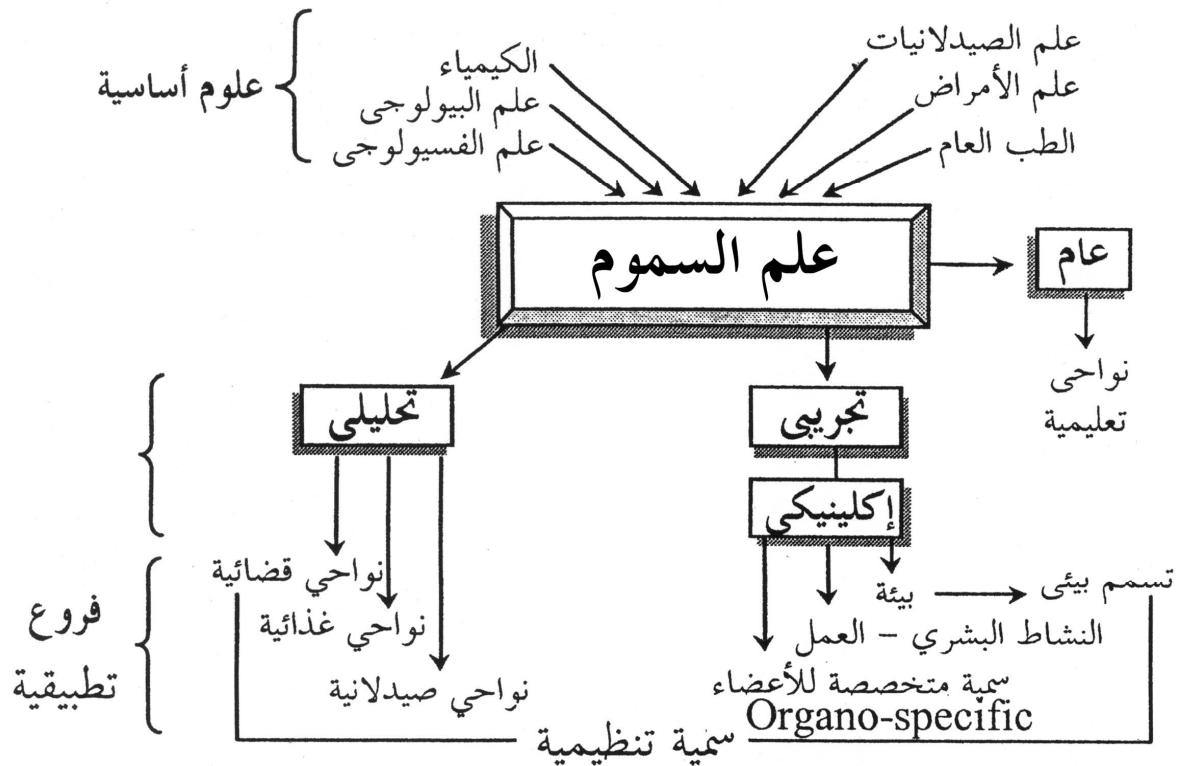 علم الصيدلانيات
علم الأمراض
الطب العام
الكيمياء
علم البيولوجى
علم الفسيولوجى
علوم أساسية
علم السموم
عام
نواحى
تعليمية
تجريبى
إكلينيكي
تحليلى
بيئة
تسمم بيئى
النشاط البشري – العمل
سمية متخصصة للأعضاء
Organo-specific
نواحي قضائية
نواحي غذائية
نواحي صيدلانية
فروع
تطبيقية
سمية تنظيمية